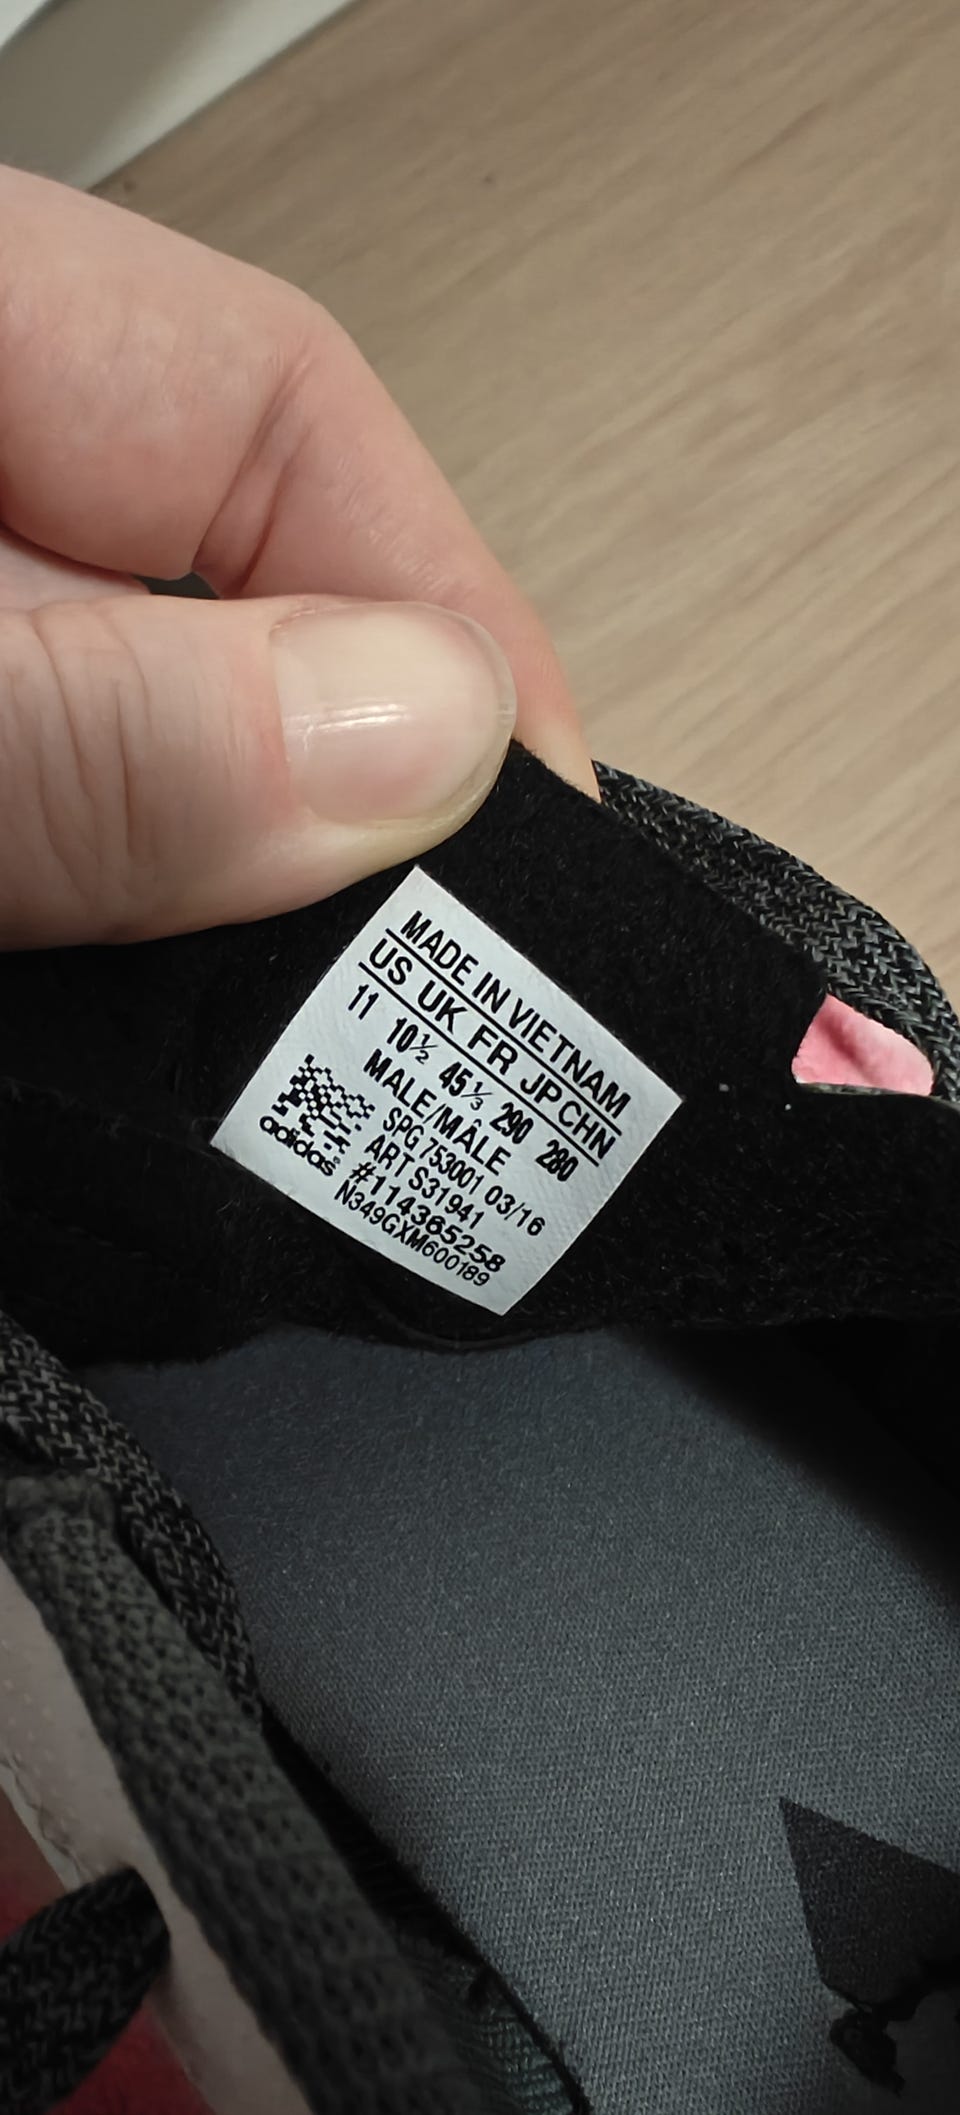 MADE IN VIETNAM
US UK FR JP CHN
11 10½ 45⅓ 290 280
MALE/MÂLE
SPG 753001 03/16
ART S31941
#114365258
N349GXM600189
adidas®